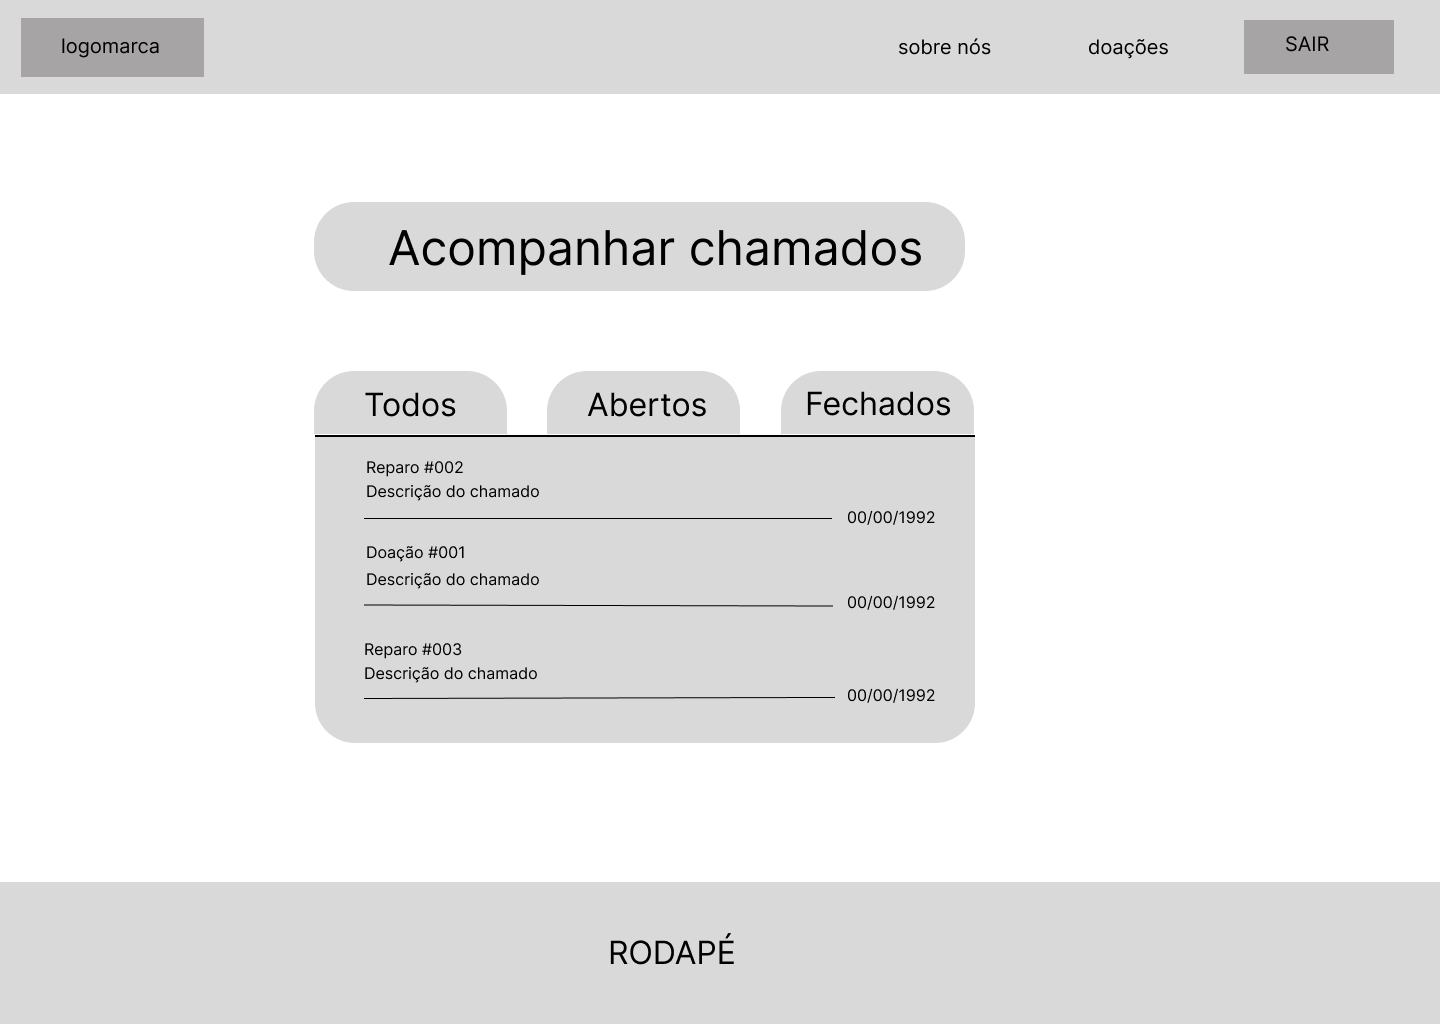 logomarca
sobre nós
doações
SAIR
Acompanhar chamados
Todos
Abertos
Fechados
Reparo #002
Descrição do chamado
00/00/1992
Doação #001
Descrição do chamado
00/00/1992
Reparo #003
Descrição do chamado
00/00/1992
RODAPÉ